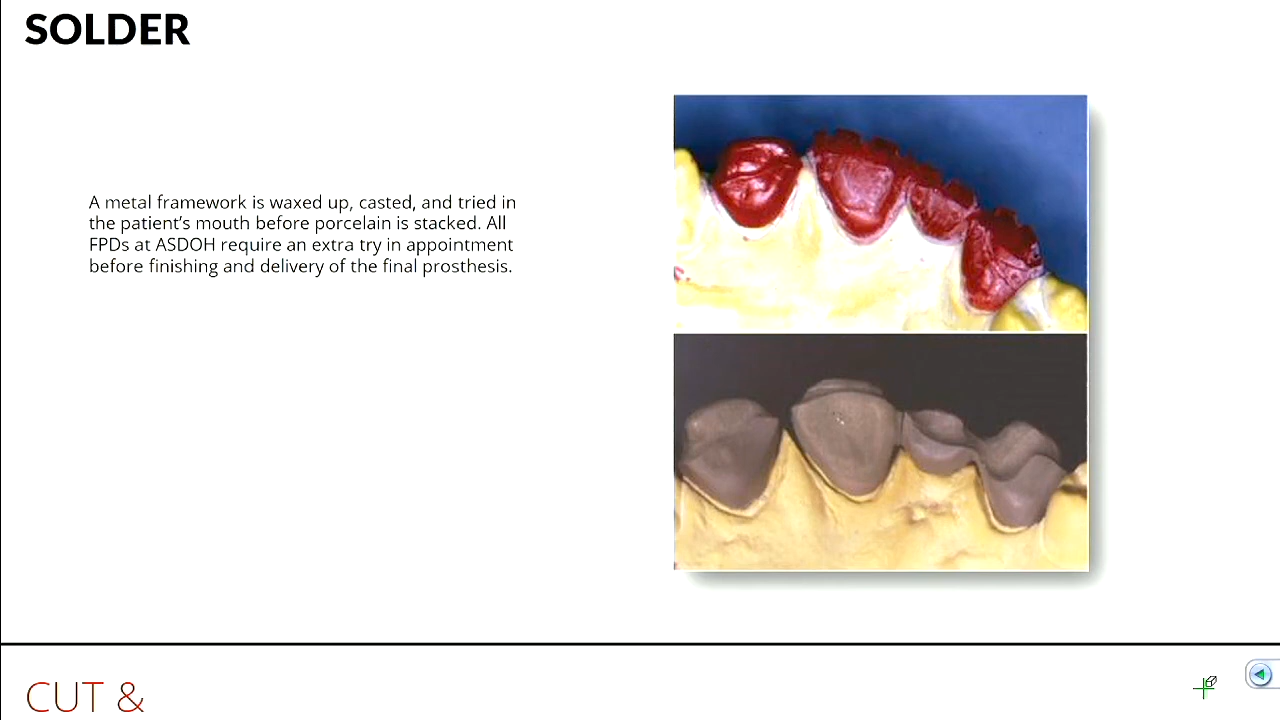 SOLDER
A metal framework is waxed up, casted, and tried in
the patient's mouth before porcelain is stacked. All
FPDs at ASDOH require an extra try in appointment
before finishing and delivery of the final prosthesis.
CUT &